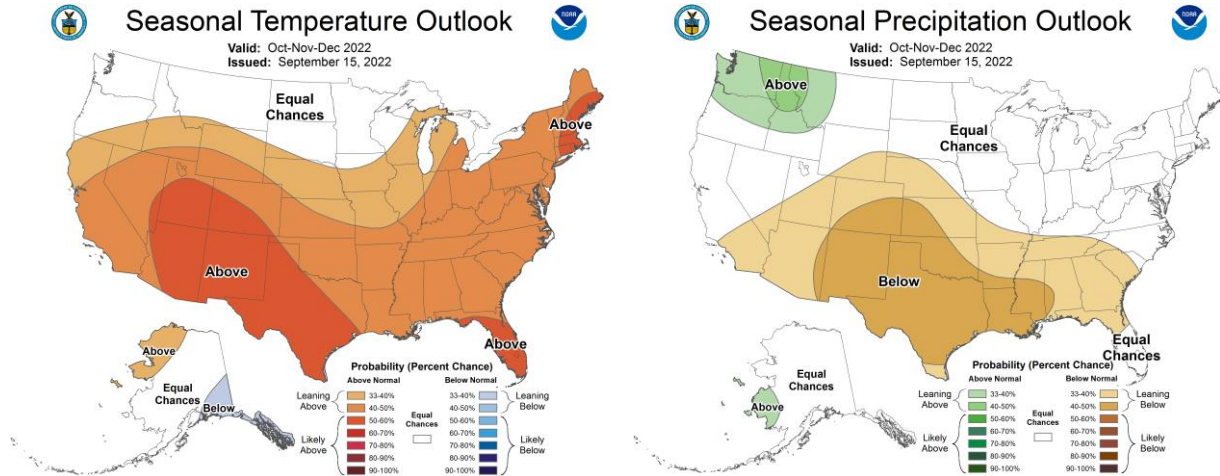 Seasonal Temperature Outlook
NOAA
Valid: Oct-Nov-Dec 2022
Issued: September 15, 2022
Equal
Chances
Above
Above
Above
Above
Equal
Chances
Below
Probability (Percent Chance)
Above Normal
Below Normal
Leaning
Above
Likely
Above
33-40%
40-50%
50-60%
60-70%
70-80%
80-90%
90-100%
Equal
Chances
33-40%
40-50%
50-60%
60-70%
70-80%
80-90%
90-100%
Leaning
Below
Likely
Below
Seasonal Precipitation Outlook
NOAA
Valid: Oct-Nov-Dec 2022
Issued: September 15, 2022
Above
Equal
Chances
Below
Equal
Chances
Equal
Chances
Above
Probability (Percent Chance)
Above Normal
Below Normal
Leaning
Above
Likely
Above
33-40%
40-50%
50-60%
60-70%
70-80%
80-90%
90-100%
Equal
Chances
33-40%
40-50%
50-60%
60-70%
70-80%
80-90%
90-100%
Leaning
Below
Likely
Below